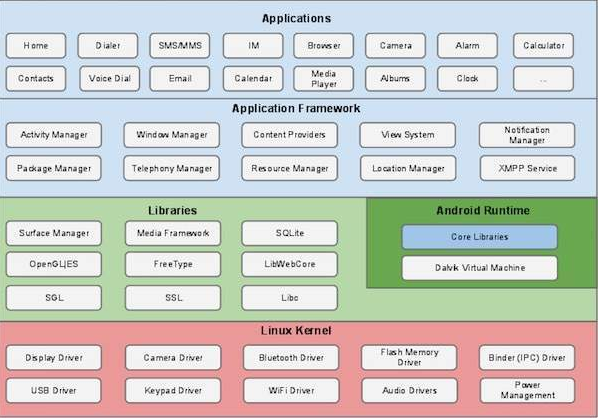 Applications
Home
Dialer
SMS/MMS
IM
Browser
Camera
Alarm
Calculator
Contacts
Voice Dial
Email
Calendar
Media
Player
Albums
Clock
...
Application Framework
Activity Manager
Window Manager
Content Providers
View System
Notification
Manager
Package Manager
Telephony Manager
Resource Manager
Location Manager
XMPP Service
Libraries
Surface Manager
Media Framework
SQLite
OpenGL|ES
FreeType
LibWebCore
SGL
SSL
Libc
Android Runtime
Core Libraries
Dalvik Virtual Machine
Linux Kernel
Display Driver
Camera Driver
Bluetooth Driver
Flash Memory
Driver
Binder (IPC) Driver
USB Driver
Keypad Driver
WiFi Driver
Audio Drivers
Power
Management